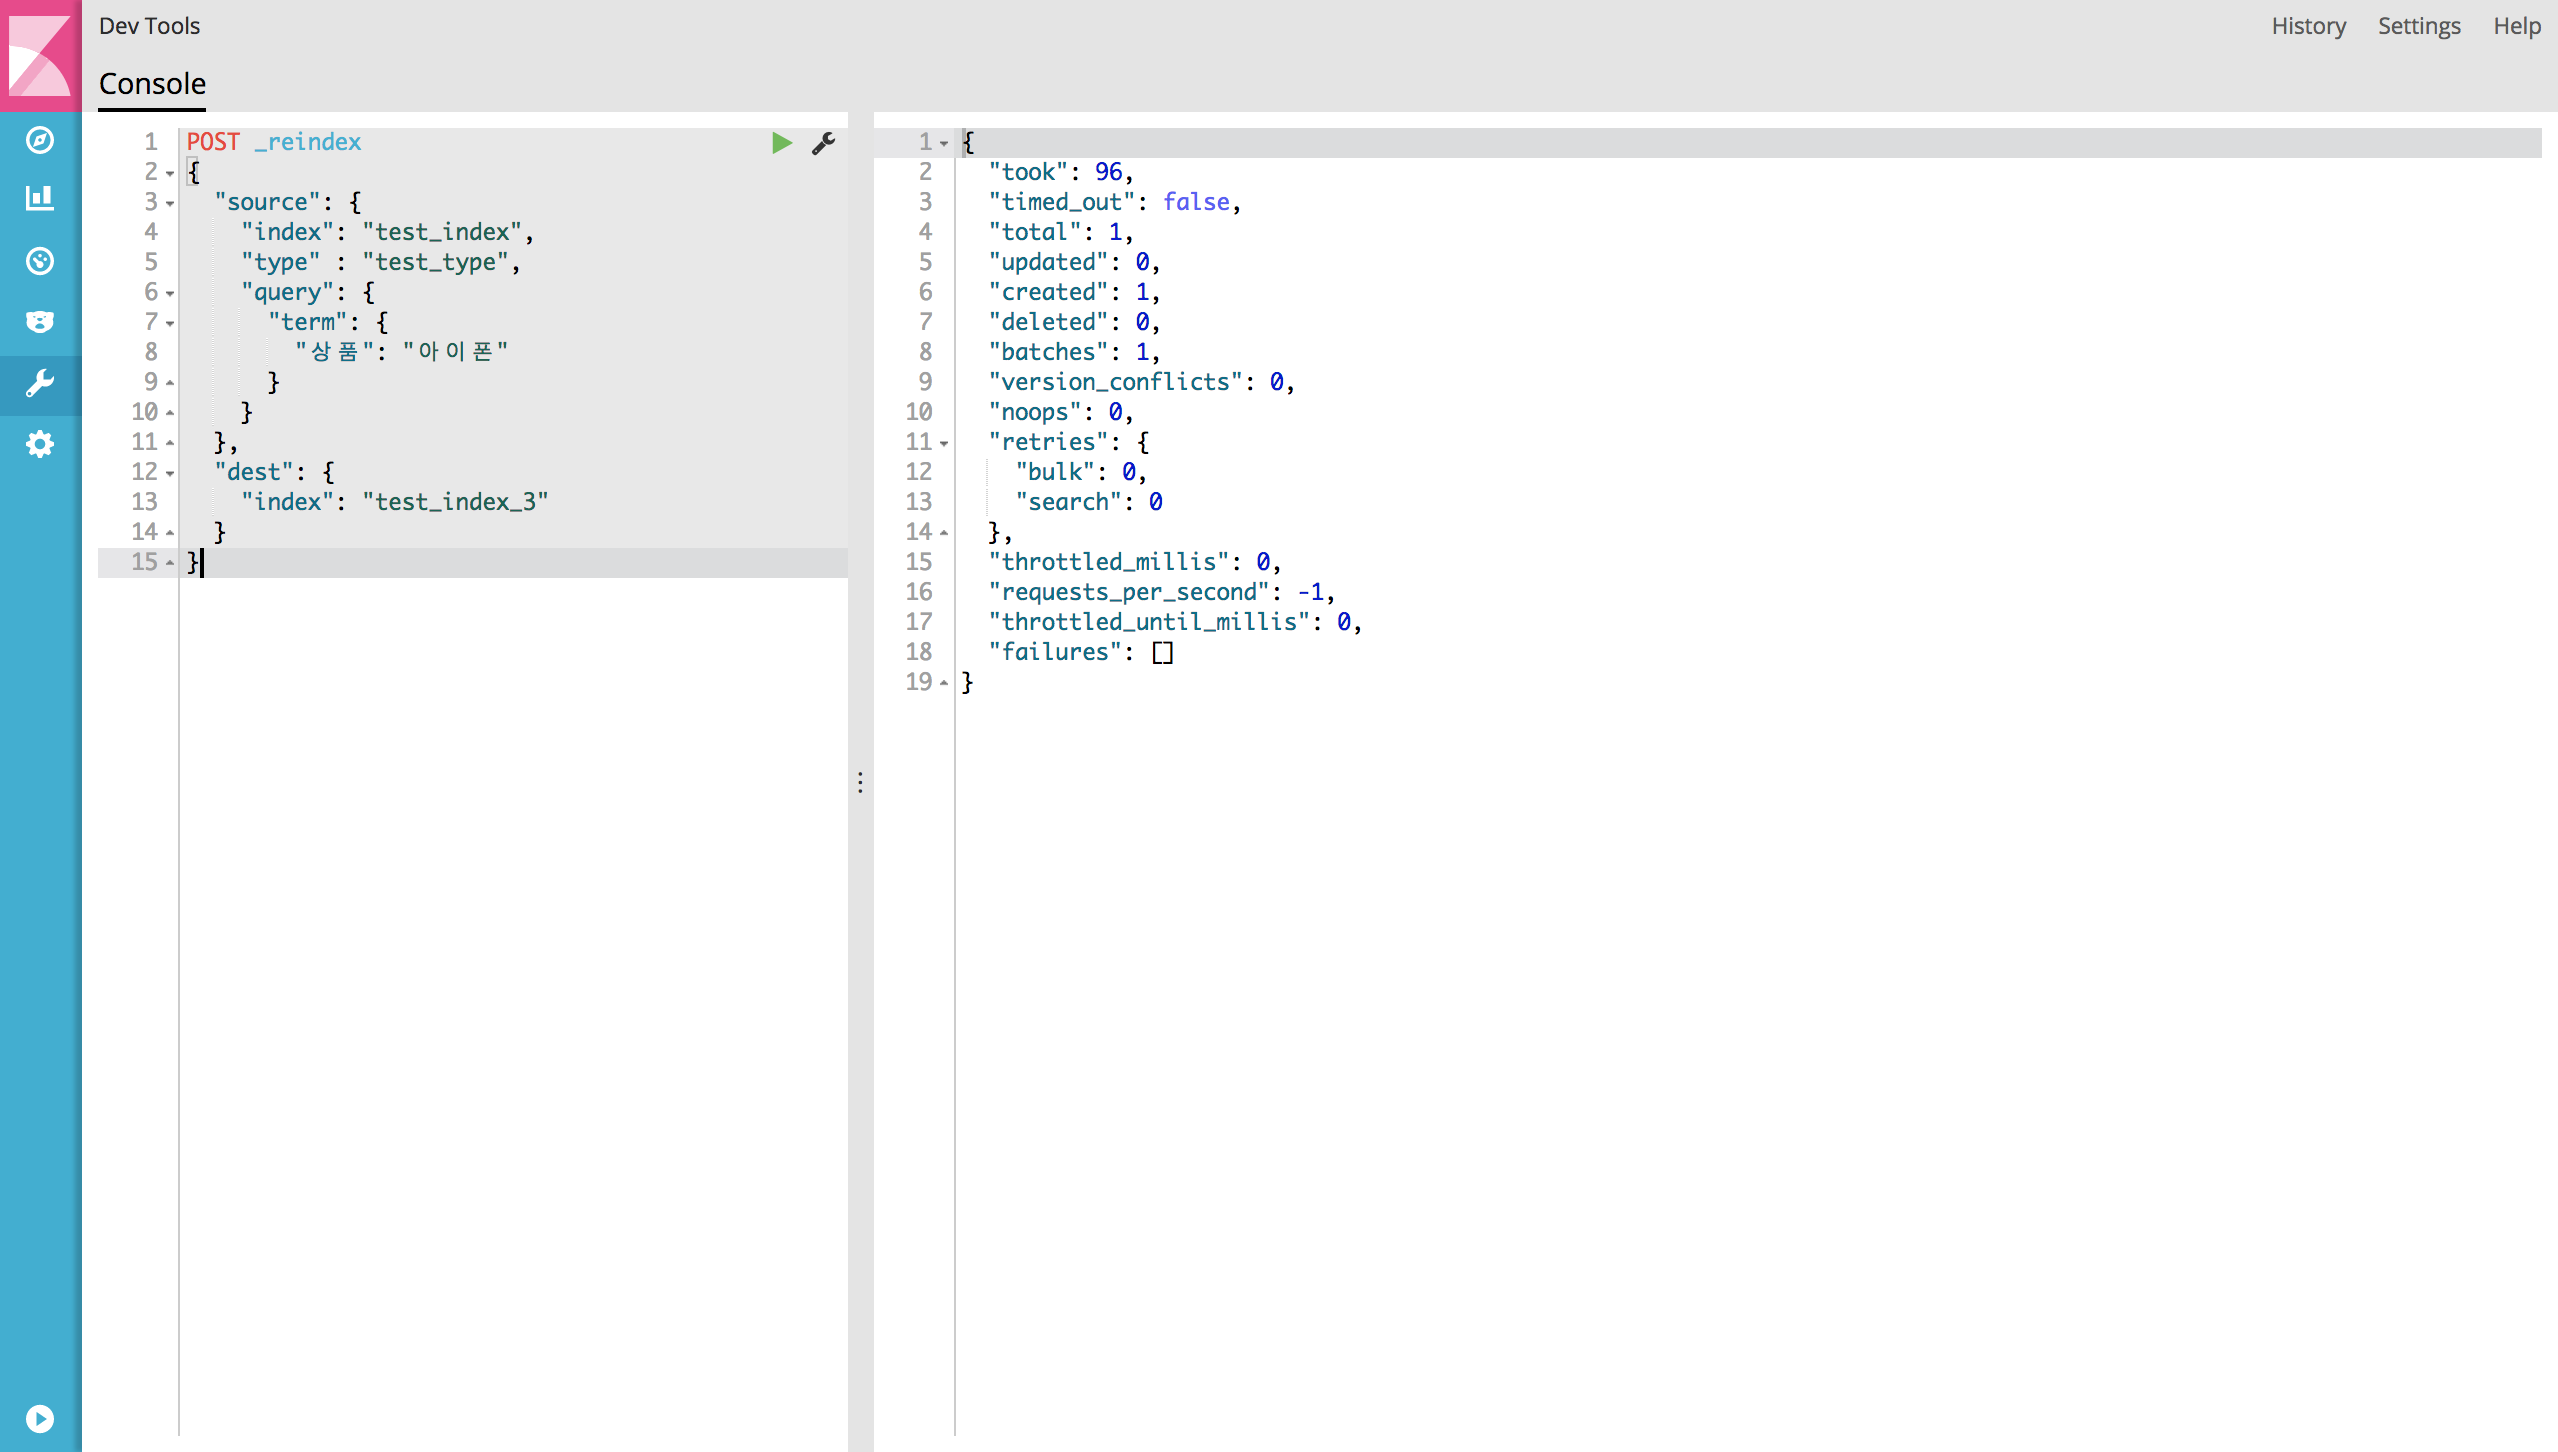 Dev Tools
History Settings Help
Console
1 POST _reindex
2 {
3 "source": {
4 "index": "test_index",
5 "type" : "test_type",
6 "query": {
7 "term": {
8 "상품": "아이폰"
9 }
10 }
11 },
12 "dest": {
13 "index": "test_index_3"
14 }
15 }
1 {
2 "took": 96,
3 "timed_out": false,
4 "total": 1,
5 "updated": 0,
6 "created": 1,
7 "deleted": 0,
8 "batches": 1,
9 "version_conflicts": 0,
10 "noops": 0,
11 "retries": {
12 "bulk": 0,
13 "search": 0
14 },
15 "throttled_millis": 0,
16 "requests_per_second": -1,
17 "throttled_until_millis": 0,
18 "failures": []
19 }